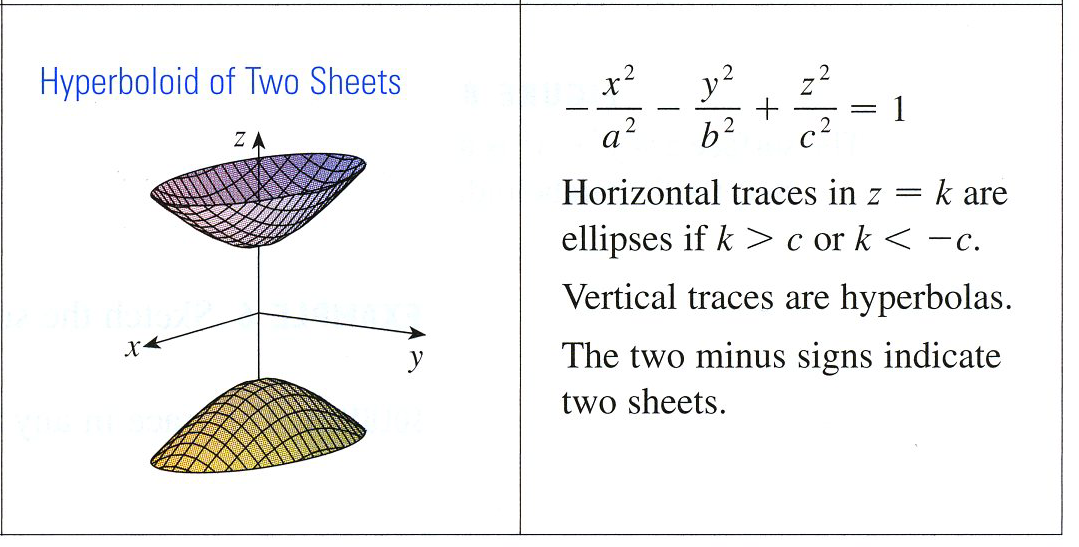 Hyperboloid of Two Sheets
z
x
y
− x²/a² − y²/b² + z²/c² = 1
Horizontal traces in z = k are
ellipses if k > c or k < −c.
Vertical traces are hyperbolas.
The two minus signs indicate
two sheets.